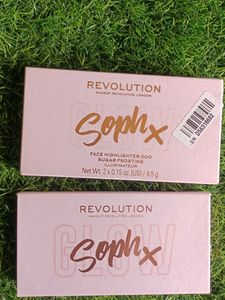 REVOLUTION
MAKEUP REVOLUTION LONDON
GLOW
Soph x
FACE HIGHLIGHTER DUO
SUGAR FROSTING
ILLUMINATEUR
Net. Wt. 2 x 0.15 oz. (US) / 4.5 g
REVOLUTION
MAKEUP REVOLUTION LONDON
GLOW
Soph x